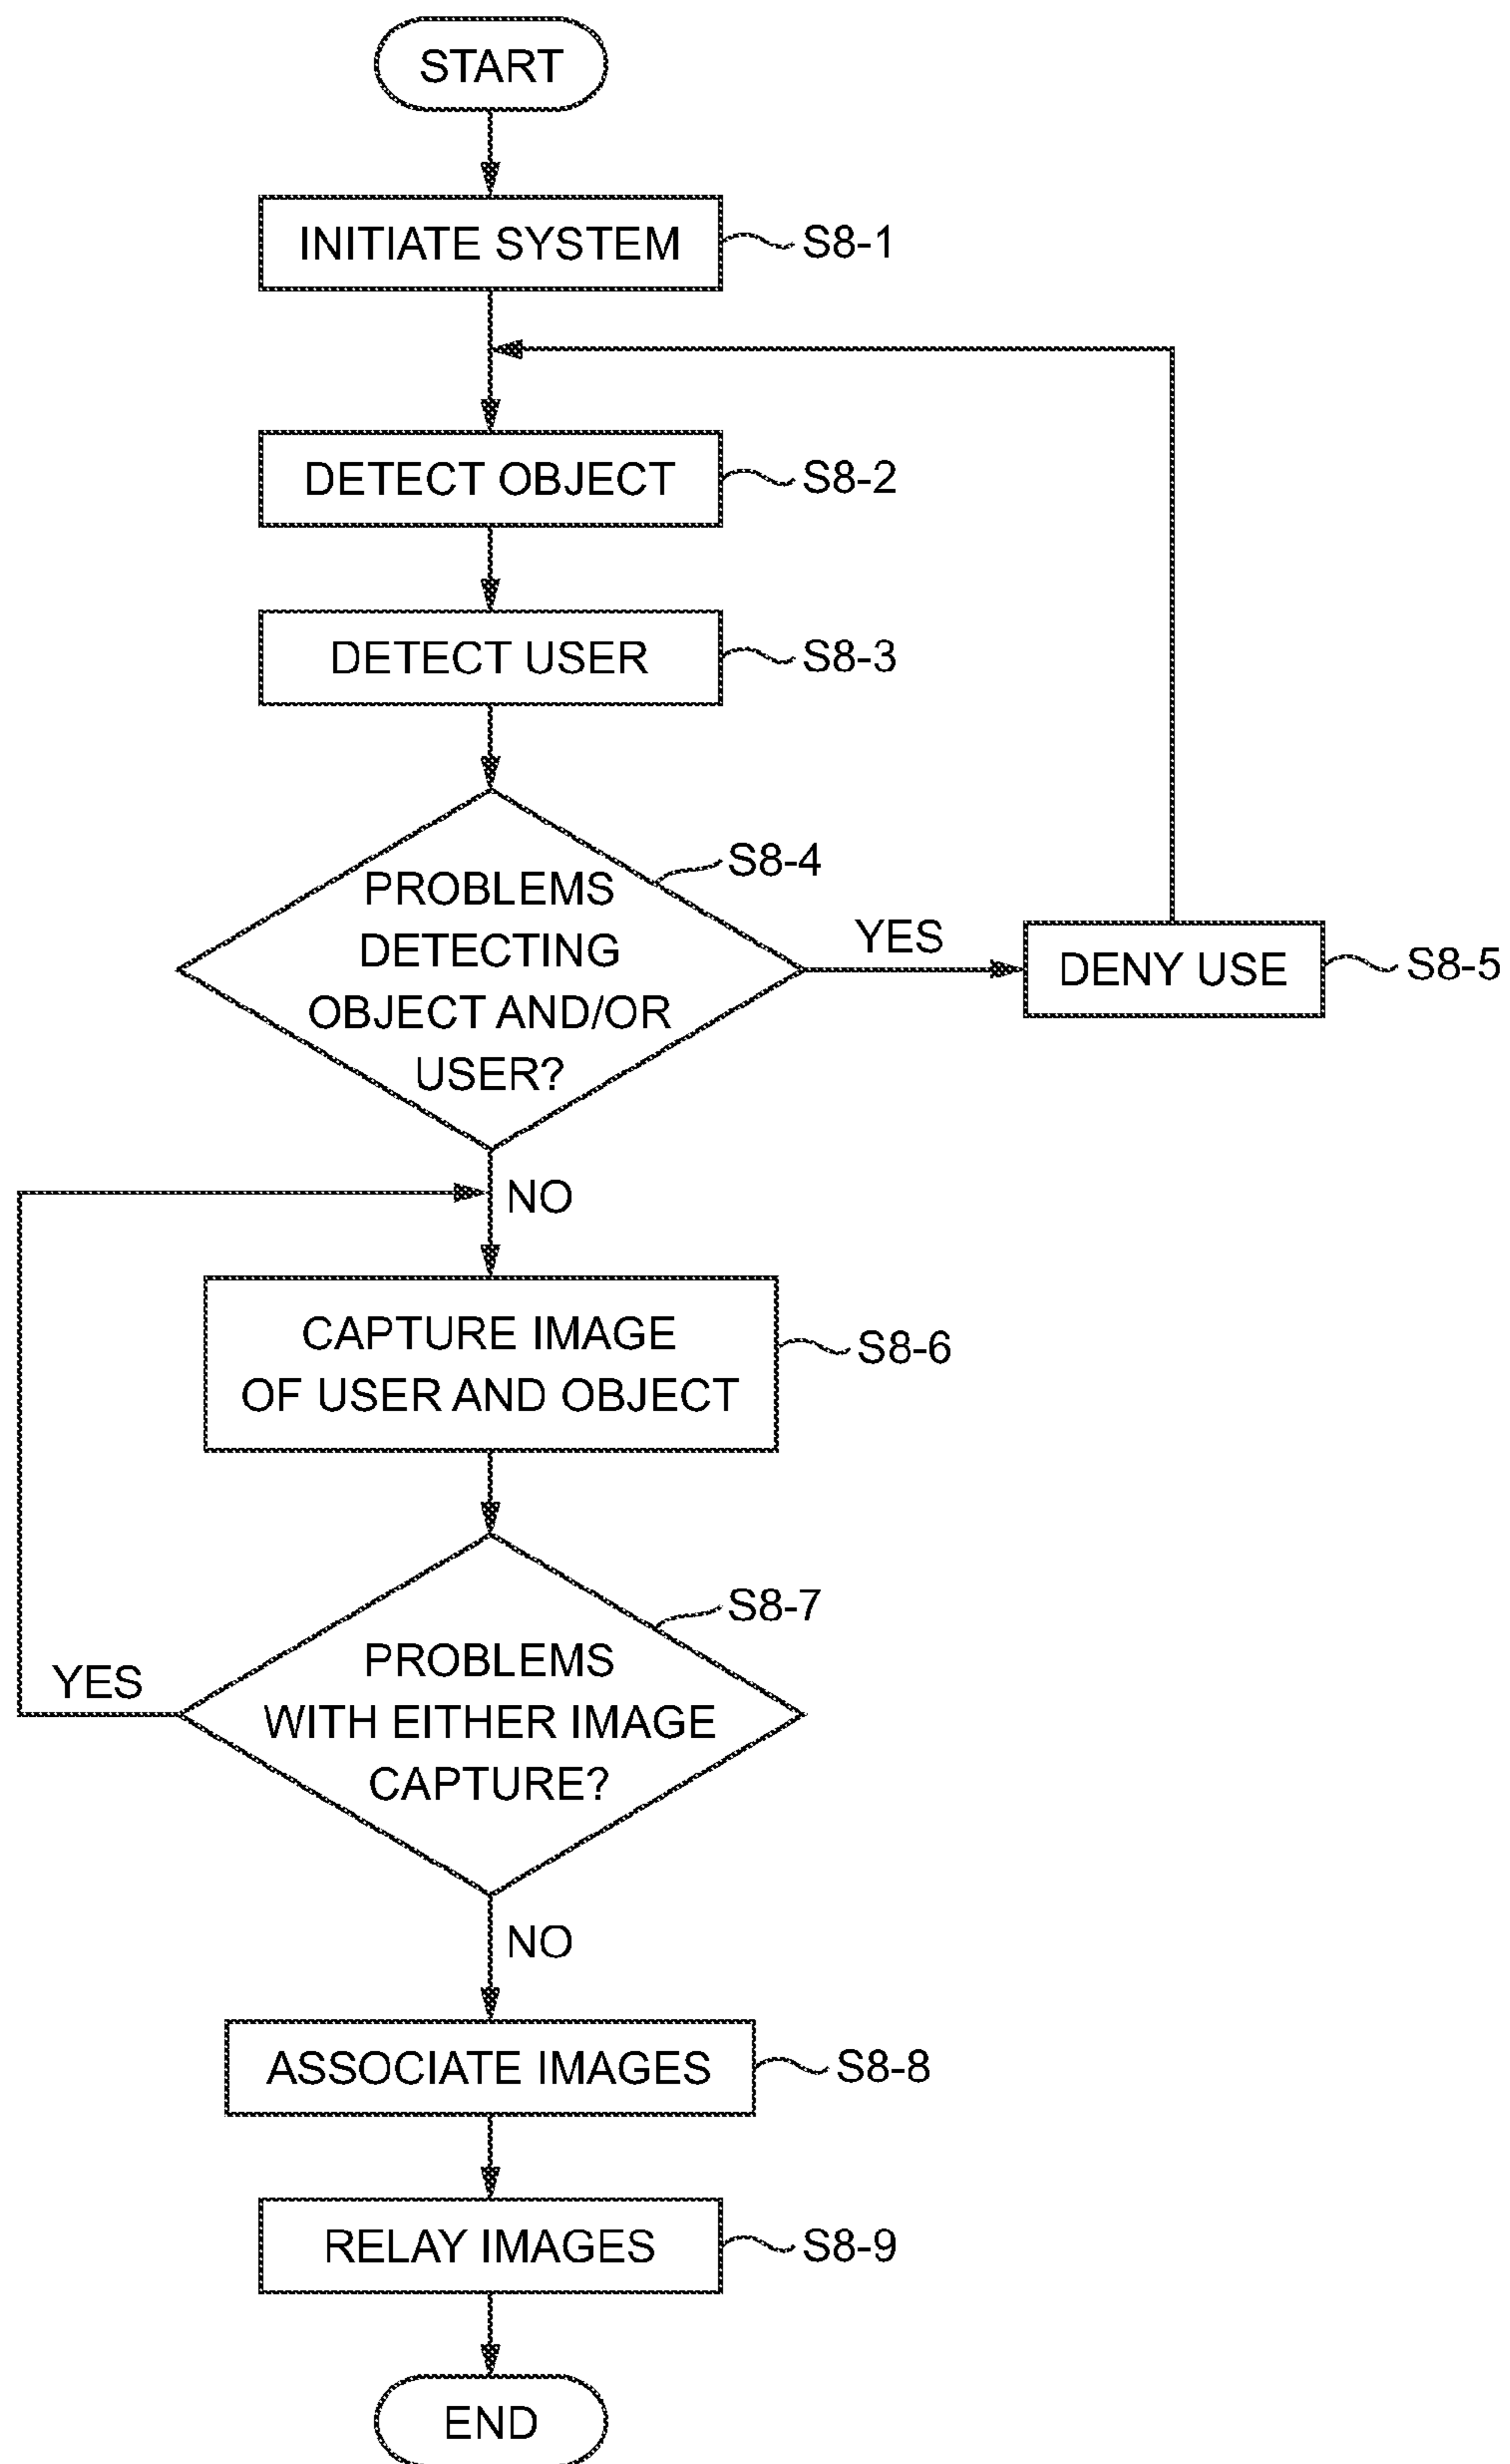 START
INITIATE SYSTEM
S8-1
DETECT OBJECT
S8-2
DETECT USER
S8-3
S8-4
PROBLEMS
DETECTING
OBJECT AND/OR
USER?
YES
DENY USE
S8-5
NO
CAPTURE IMAGE
OF USER AND OBJECT
S8-6
S8-7
PROBLEMS
WITH EITHER IMAGE
CAPTURE?
YES
NO
ASSOCIATE IMAGES
S8-8
RELAY IMAGES
S8-9
END